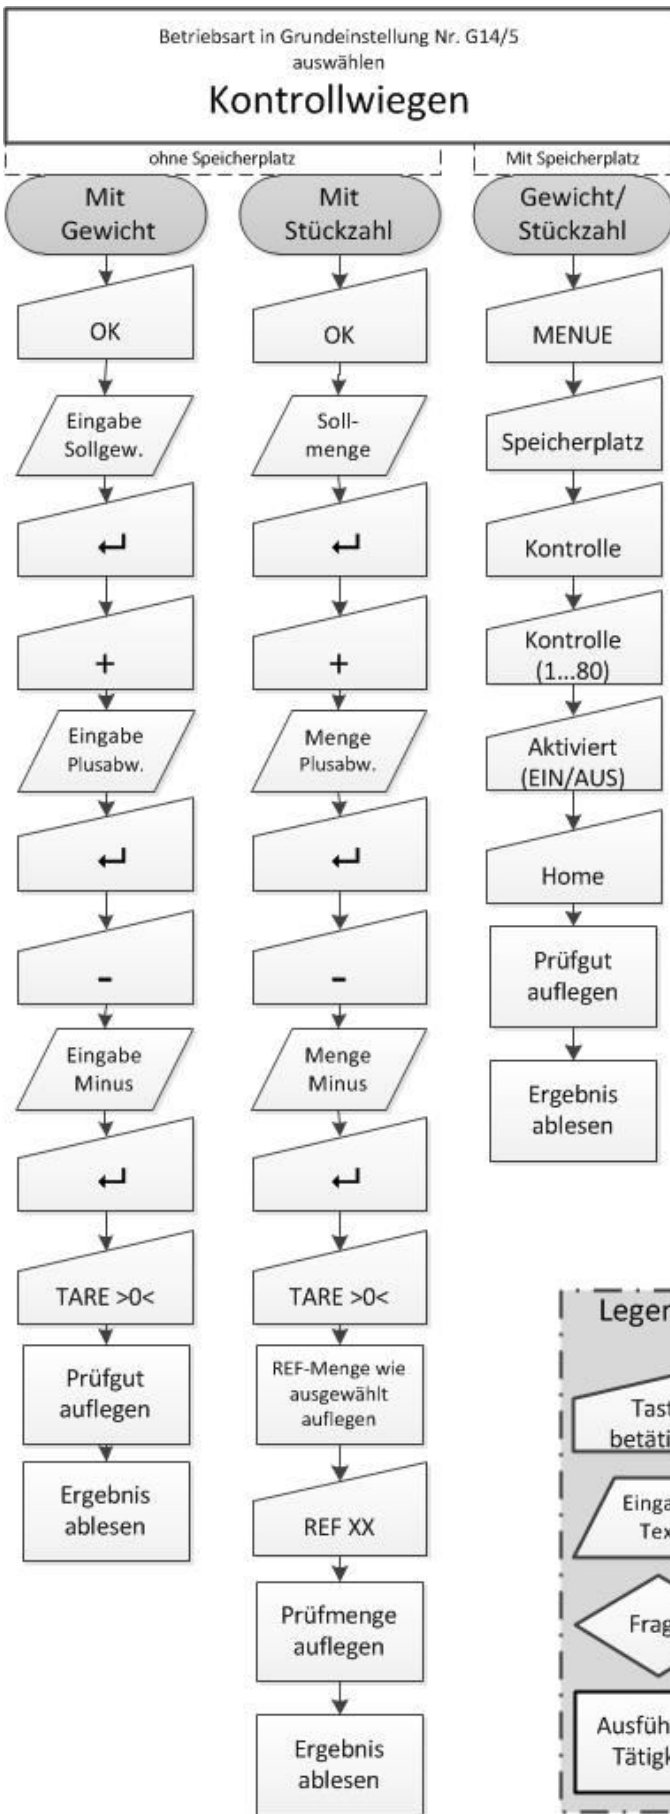 Betriebsart in Grundeinstellung Nr. G14/5
auswählen
Kontrollwiegen
ohne Speicherplatz
Mit
Gewicht
OK
Eingabe
Sollgew.
↵
+
Eingabe
Plusabw.
↵
-
Eingabe
Minus
↵
TARE >0<
Prüfgut
auflegen
Ergebnis
ablesen
Mit
Stückzahl
OK
Soll-
menge
↵
+
Menge
Plusabw.
↵
-
Menge
Minus
↵
TARE >0<
REF-Menge wie
ausgewählt
auflegen
REF XX
Prüfmenge
auflegen
Ergebnis
ablesen
Mit Speicherplatz
Gewicht/
Stückzahl
MENUE
Speicherplatz
Kontrolle
Kontrolle
(1...80)
Aktiviert
(EIN/AUS)
Home
Prüfgut
auflegen
Ergebnis
ablesen